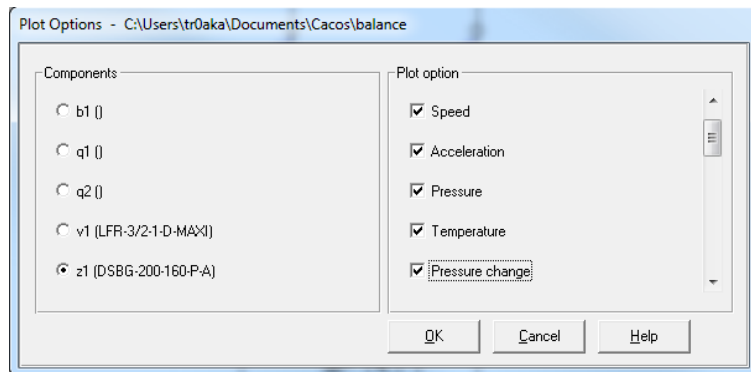 Plot Options - C:\Users\tr0aka\Documents\Cacos\balance
Components
b1 ()
q1 ()
q2 ()
v1 (LFR-3/2-1-D-MAXI)
z1 (DSBG-200-160-P-A)
Plot option
Speed
Acceleration
Pressure
Temperature
Pressure change
OK
Cancel
Help